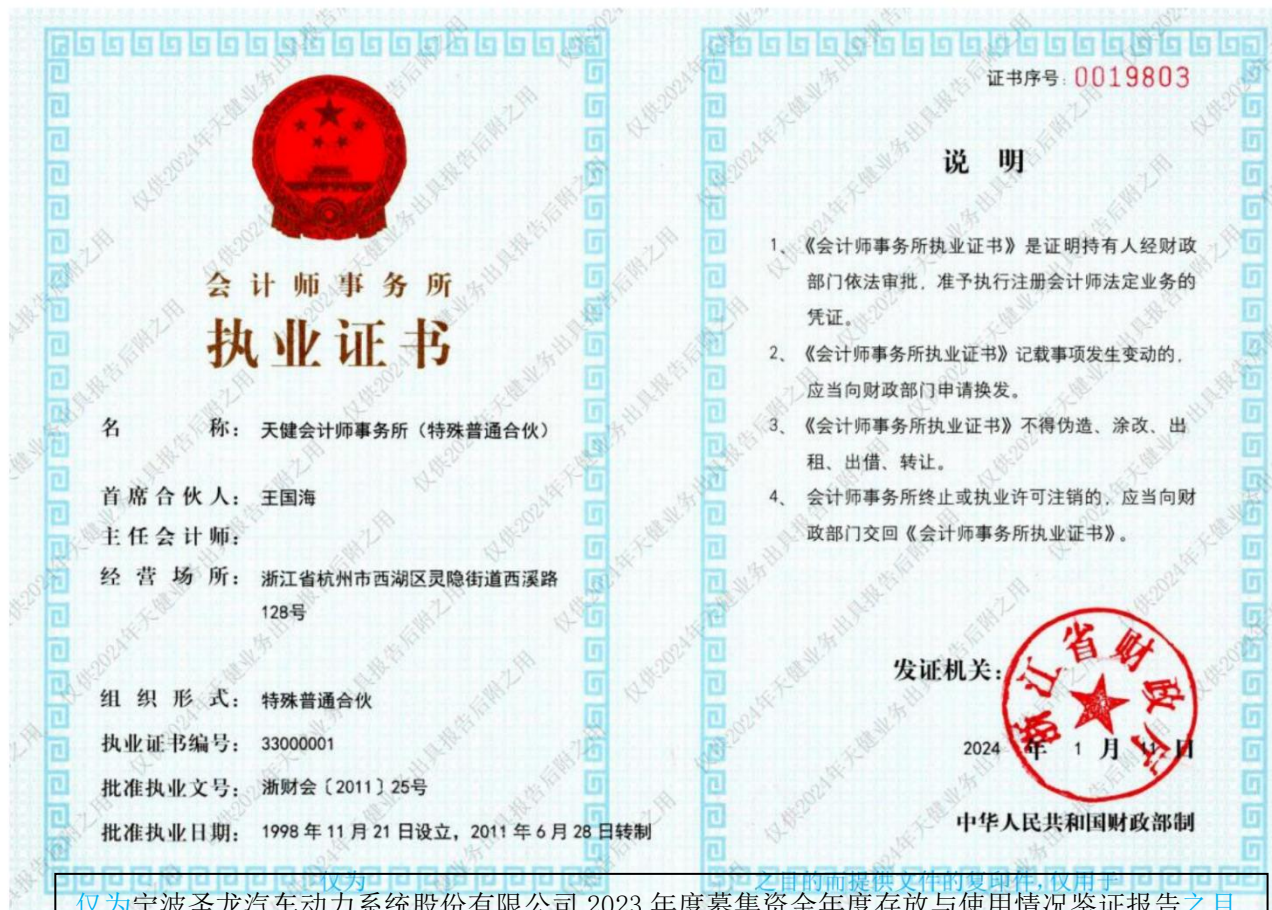 会计师事务所
执业证书
名 称： 天健会计师事务所（特殊普通合伙）
首席合伙人： 王国海
主任会计师：
经营场所： 浙江省杭州市西湖区灵隐街道西溪路
128号
组织形式： 特殊普通合伙
执业证书编号： 33000001
批准执业文号： 浙财会〔2011〕25号
批准执业日期： 1998年11月21日设立，2011年6月28日转制
证书序号：0019803
说 明
1、《会计师事务所执业证书》是证明持有人经财政
部门依法审批，准予执行注册会计师法定业务的
凭证。
2、《会计师事务所执业证书》记载事项发生变动的，
应当向财政部门申请换发。
3、《会计师事务所执业证书》不得伪造、涂改、出
租、出借、转让。
4、 会计师事务所终止或执业许可注销的，应当向财
政部门交回《会计师事务所执业证书》。
发证机关：
浙江省财政厅
2024 年 1 月 11 日
中华人民共和国财政部制
仅供2024年天健业务出具报告后附之用
仅为 之目的而提供文件的复印件，仅用于
仅为宁波圣龙汽车动力系统股份有限公司 2023 年度募集资金年度存放与使用情况鉴证报告之目